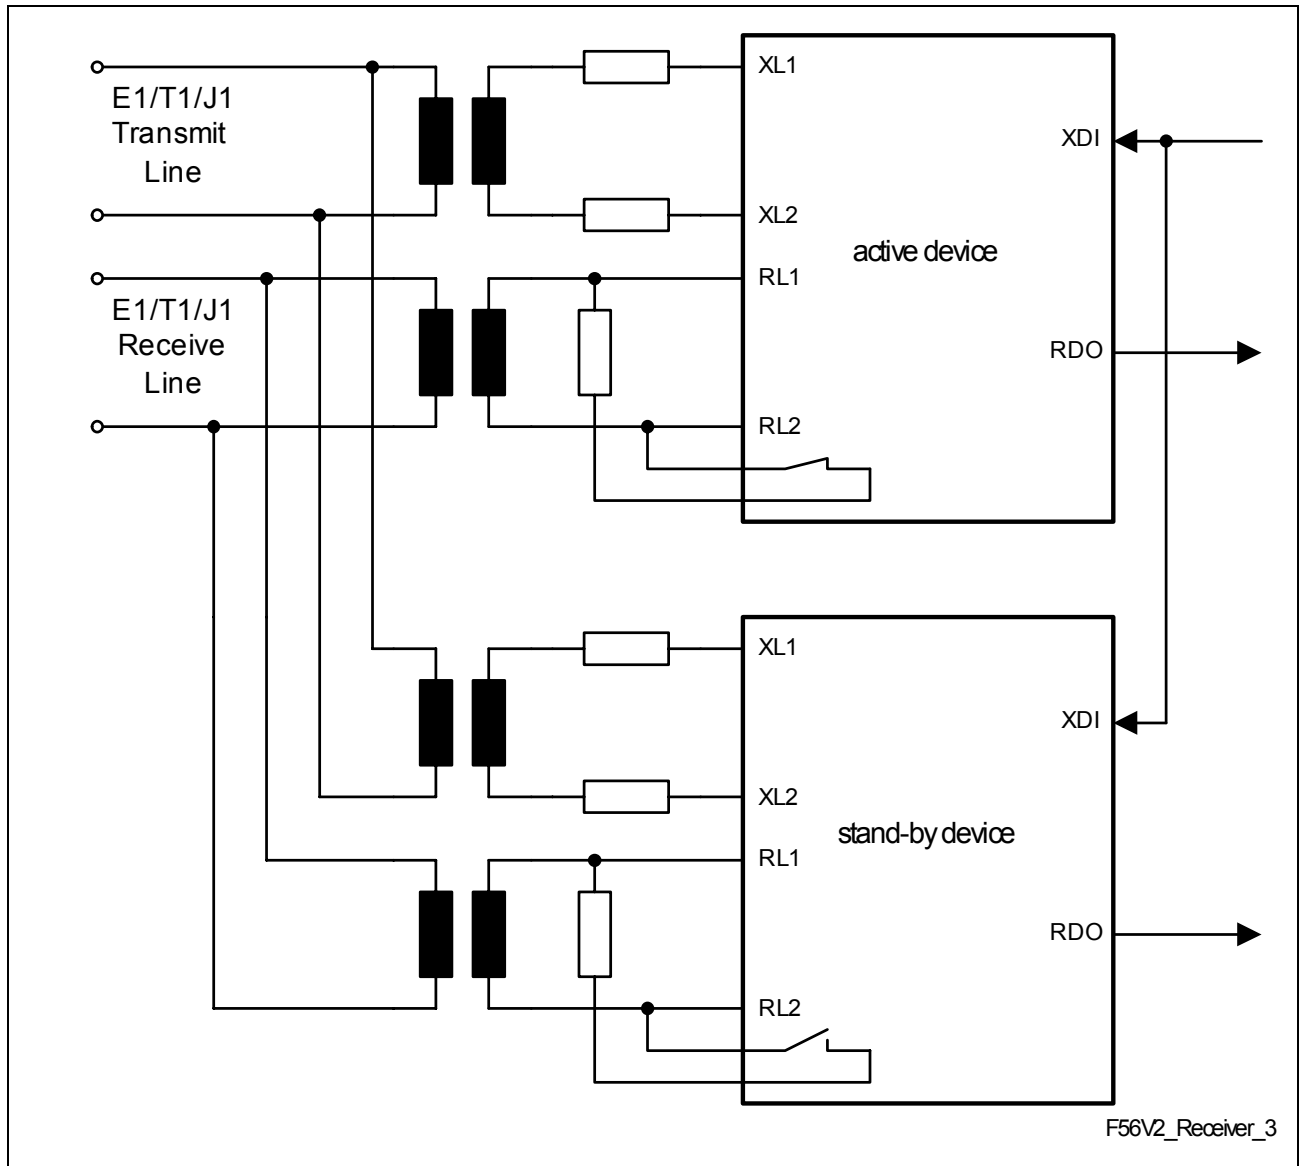 E1/T1/J1
Transmit
Line
E1/T1/J1
Receive
Line
XL1
XDI
XL2
active device
RL1
RDO
RL2
XL1
XDI
XL2
stand-by device
RL1
RDO
RL2
F56V2_Receiver_3